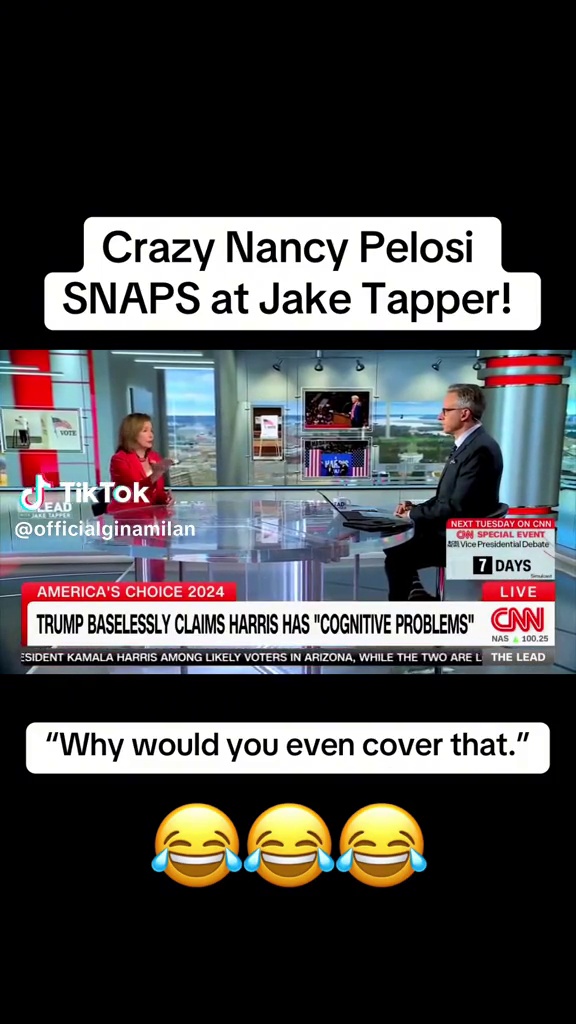 Crazy Nancy Pelosi
SNAPS at Jake Tapper!
VOTE
TikTok
@officialginamilan
LEAD
JAKE TAPPER
NEXT TUESDAY ON CNN
CNN SPECIAL EVENT
Vice Presidential Debate
7 DAYS
Simulcast
AMERICA'S CHOICE 2024
LIVE
TRUMP BASELESSLY CLAIMS HARRIS HAS "COGNITIVE PROBLEMS"
CNN
NAS 100.25
ESIDENT KAMALA HARRIS AMONG LIKELY VOTERS IN ARIZONA, WHILE THE TWO ARE L
THE LEAD
“Why would you even cover that.”